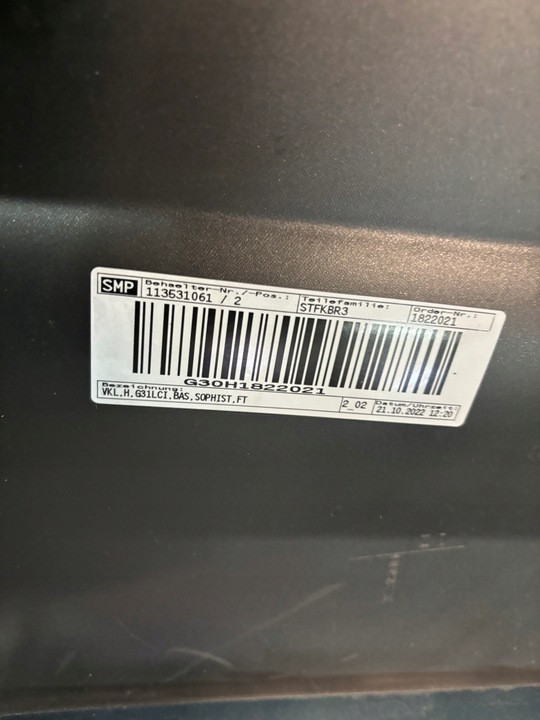 SMP
Behaelter-Nr./-Pos.:
113631061 / 2
Teilefamilie:
STFKBR3
Order-Nr.:
1822021
G30H1822021
Bezeichnung:
VKL,H,G31LCI,BAS,SOPHIST,FT
2_02
Datum/Uhrzeit:
21.10.2022 12:20